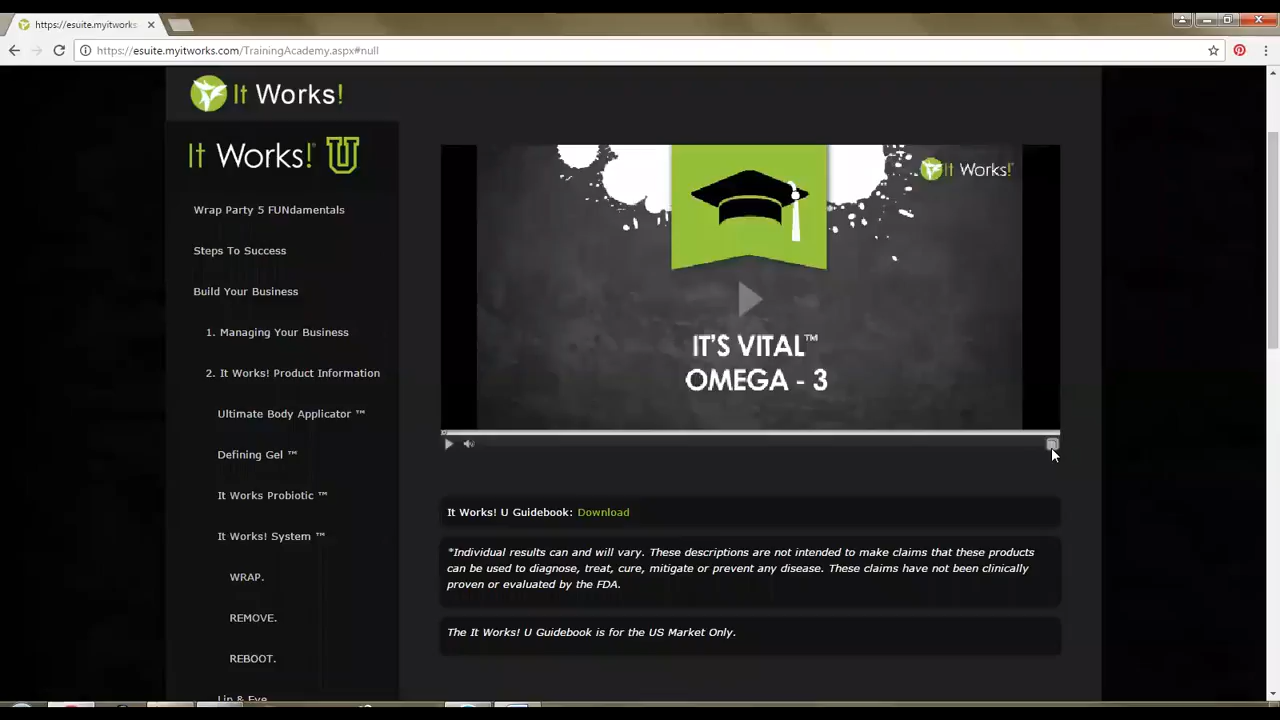 https://esuite.myitworks
https://esuite.myitworks.com/TrainingAcademy.aspx#null
It Works!
It Works! U
Wrap Party 5 FUNdamentals
Steps To Success
Build Your Business
1. Managing Your Business
2. It Works! Product Information
Ultimate Body Applicator ™
Defining Gel ™
It Works Probiotic ™
It Works! System ™
WRAP.
REMOVE.
REBOOT.
Lip & Eye
It Works!
IT'S VITAL™
OMEGA - 3
It Works! U Guidebook: Download
*Individual results can and will vary. These descriptions are not intended to make claims that these products
can be used to diagnose, treat, cure, mitigate or prevent any disease. These claims have not been clinically
proven or evaluated by the FDA.
The It Works! U Guidebook is for the US Market Only.